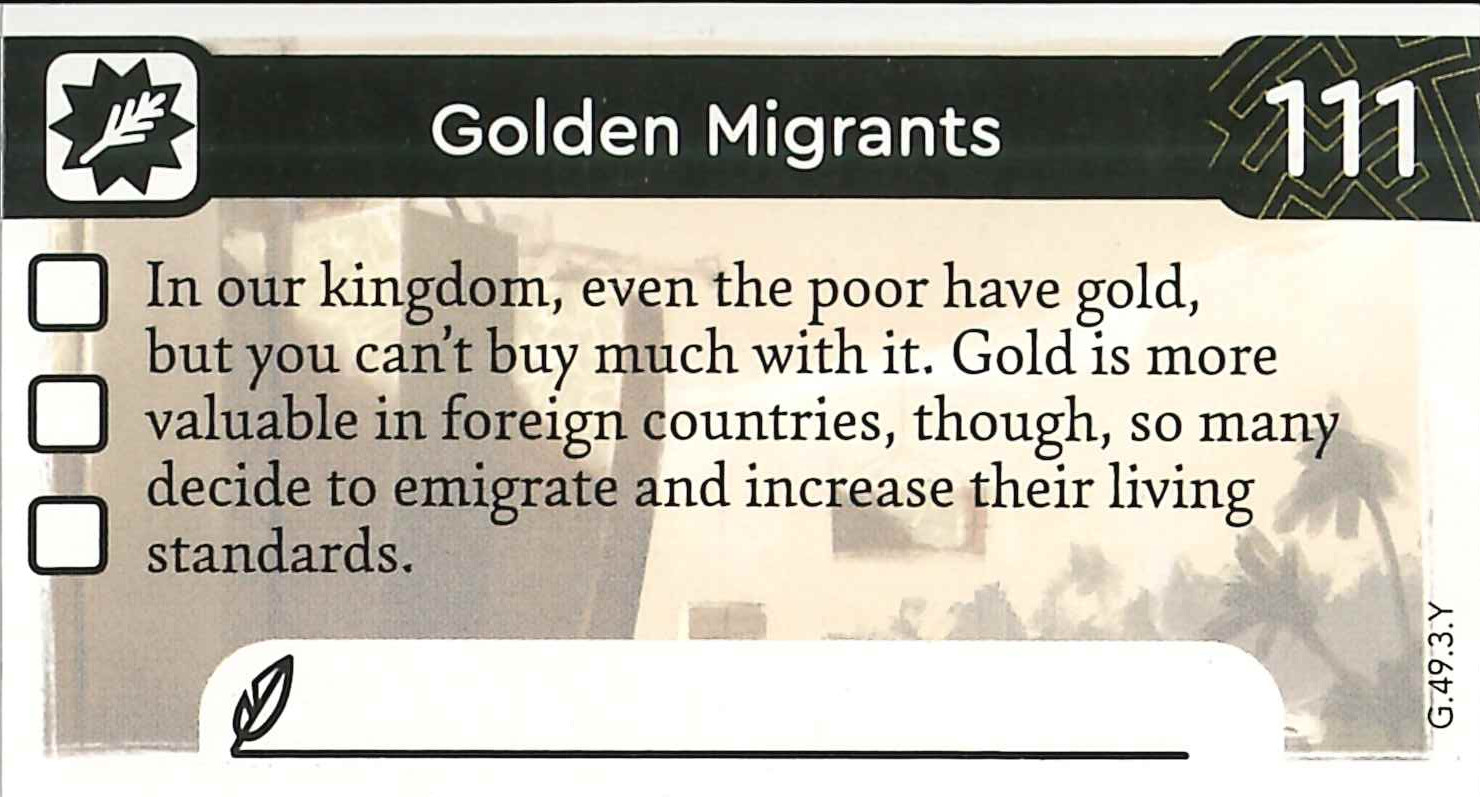 Golden Migrants
111
In our kingdom, even the poor have gold,
but you can't buy much with it. Gold is more
valuable in foreign countries, though, so many
decide to emigrate and increase their living
standards.
G.49.3.Y